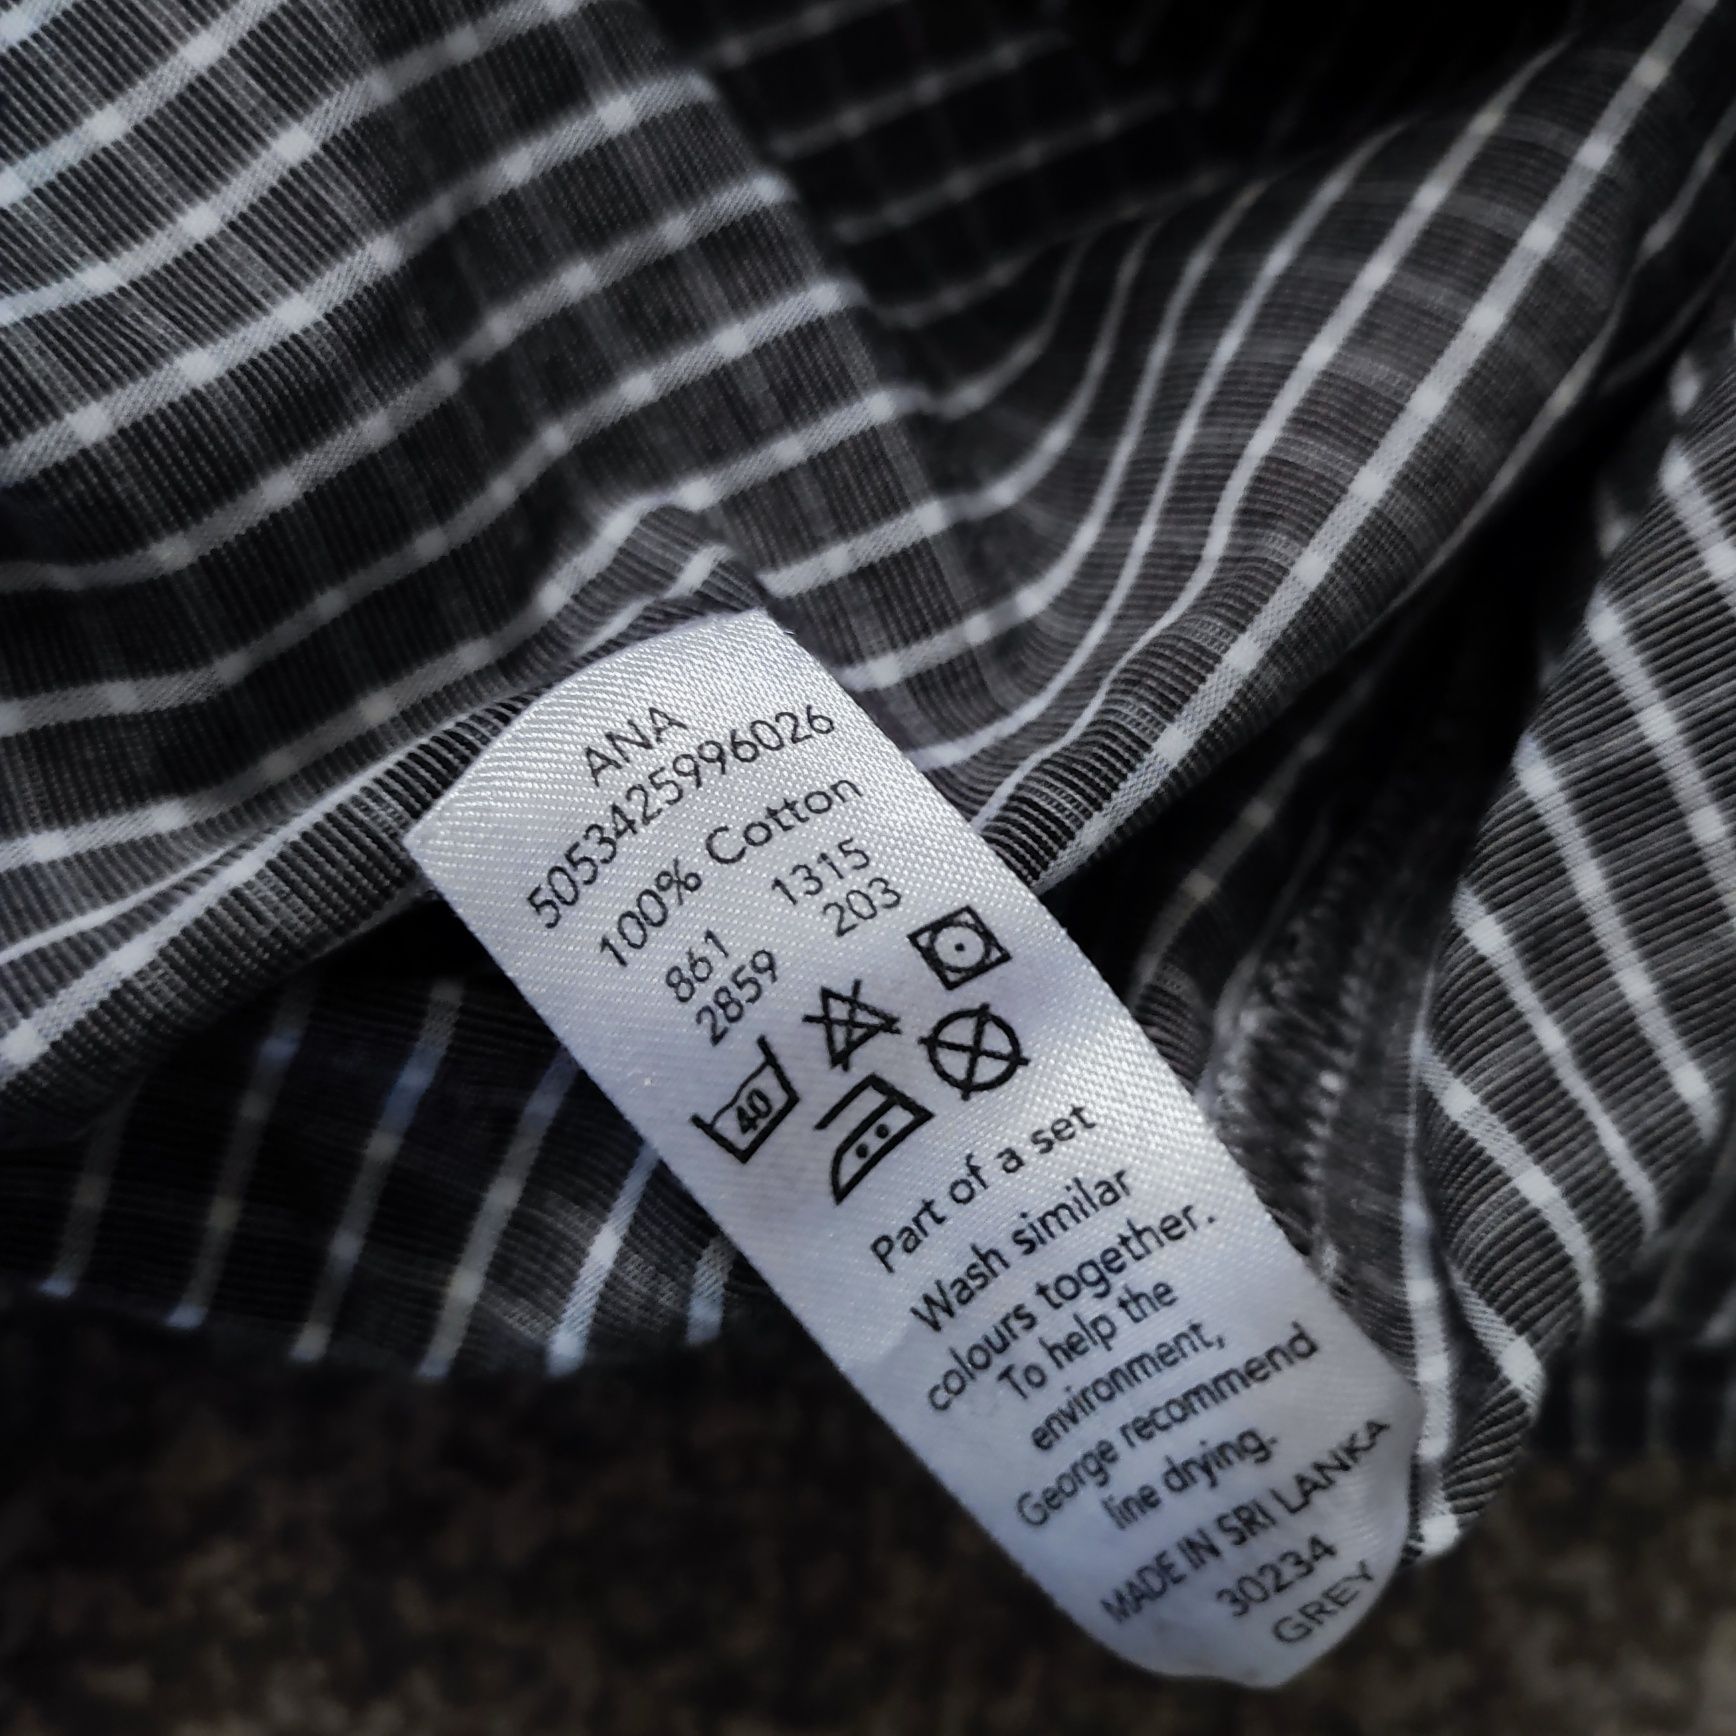 ANA
5053425996026
100% Cotton
861 1315
2859 203
40
Part of a set
Wash similar
colours together.
To help the
environment,
George recommend
line drying.
MADE IN SRI LANKA
30234
GREY